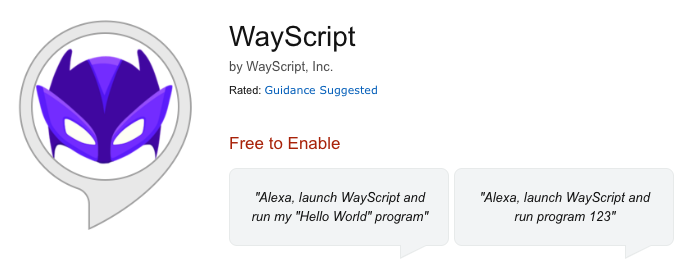 WayScript
by WayScript, Inc.
Rated: Guidance Suggested
Free to Enable
"Alexa, launch WayScript and
run my "Hello World" program"
"Alexa, launch WayScript and
run program 123"